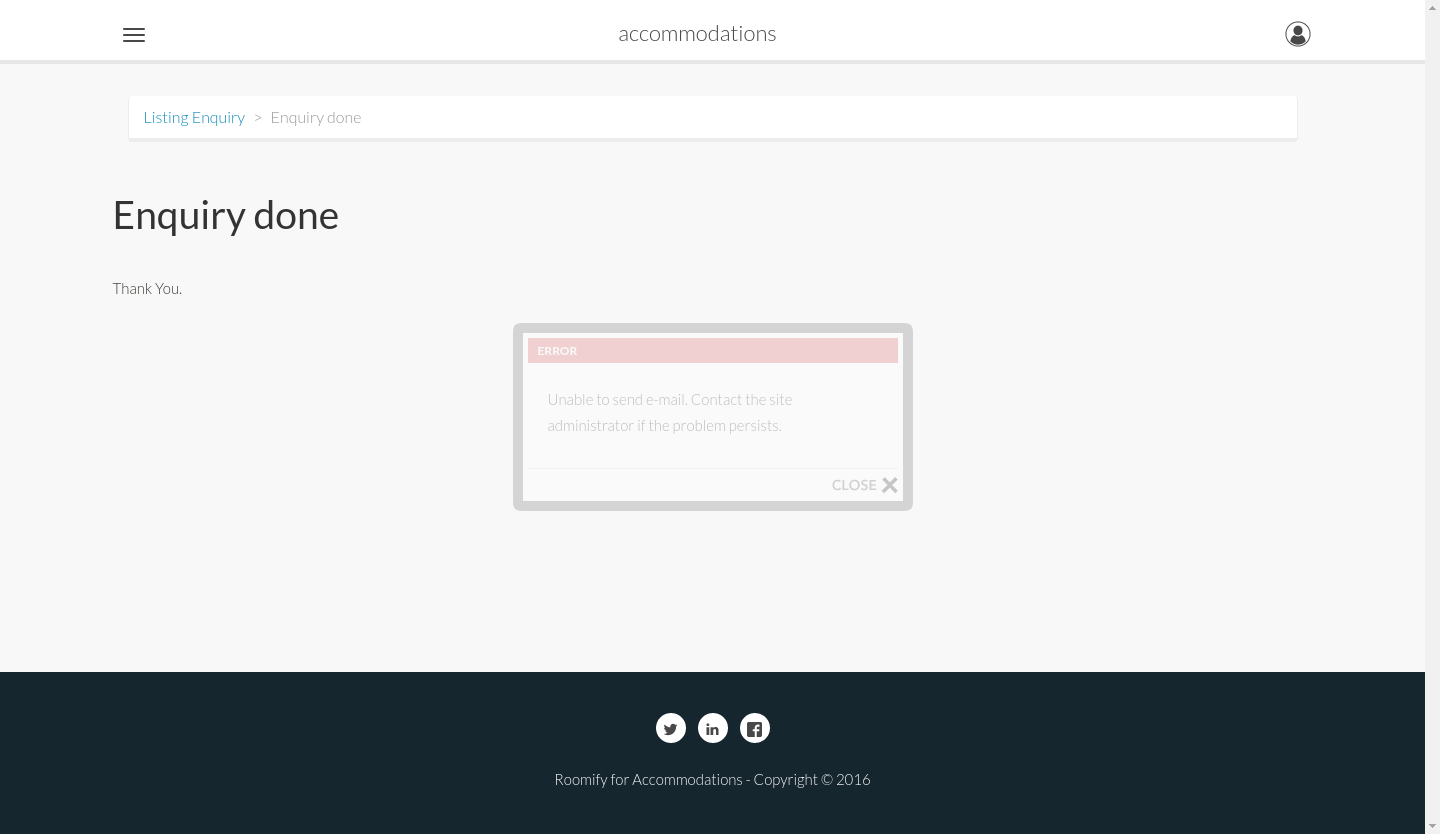 accommodations
Listing Enquiry > Enquiry done
Enquiry done
Thank You.
ERROR
Unable to send e-mail. Contact the site
administrator if the problem persists.
CLOSE
Roomify for Accommodations - Copyright © 2016